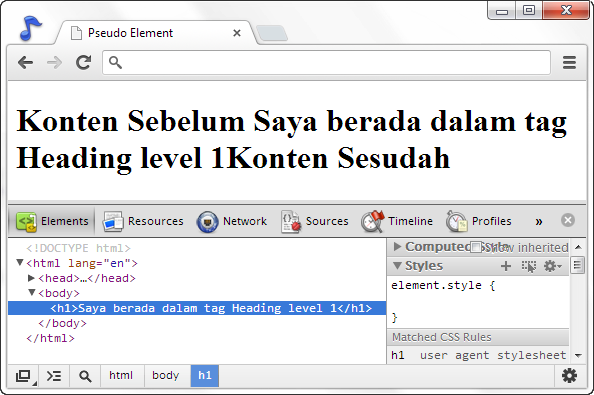 Pseudo Element
Konten Sebelum Saya berada dalam tag
Heading level 1Konten Sesudah
Elements Resources Network Sources Timeline Profiles »
<!DOCTYPE html>
<html lang="en">
<head>…</head>
<body>
<h1>Saya berada dalam tag Heading level 1</h1>
</body>
</html>
Computed Style Show inherited
Styles
element.style {
}
Matched CSS Rules
h1 user agent stylesheet
html body h1